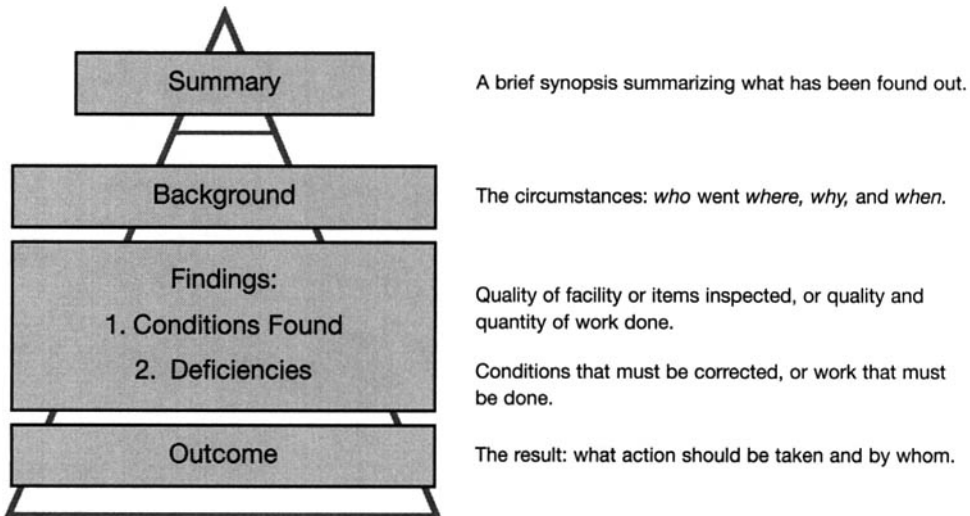 Summary
A brief synopsis summarizing what has been found out.
Background
The circumstances: who went where, why, and when.
Findings:
1. Conditions Found
2. Deficiencies
Quality of facility or items inspected, or quality and
quantity of work done.
Conditions that must be corrected, or work that must
be done.
Outcome
The result: what action should be taken and by whom.